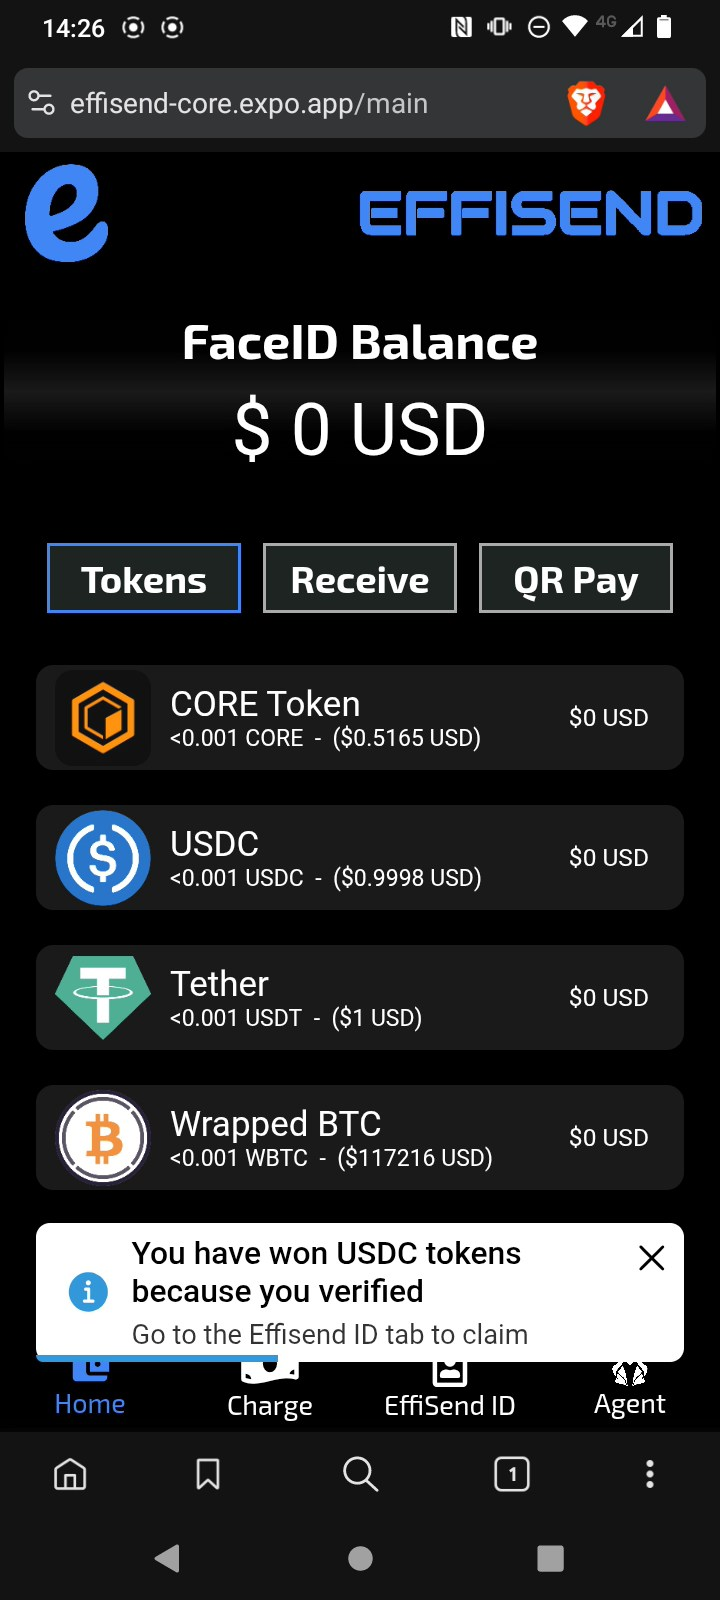 14:26
4G
effisend-core.expo.app/main
e
EFFISEND
FaceID Balance
$ 0 USD
Tokens
Receive
QR Pay
CORE Token
<0.001 CORE - ($0.5165 USD)
$0 USD
USDC
<0.001 USDC - ($0.9998 USD)
$0 USD
Tether
<0.001 USDT - ($1 USD)
$0 USD
Wrapped BTC
<0.001 WBTC - ($117216 USD)
$0 USD
You have won USDC tokens
because you verified
Go to the Effisend ID tab to claim
Home
Charge
EffiSend ID
Agent
1